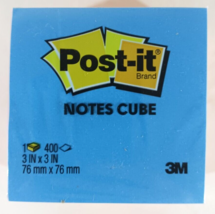 Post-it
Brand
NOTES CUBE
1 400
3 IN x 3 IN
76 mm x 76 mm
3M